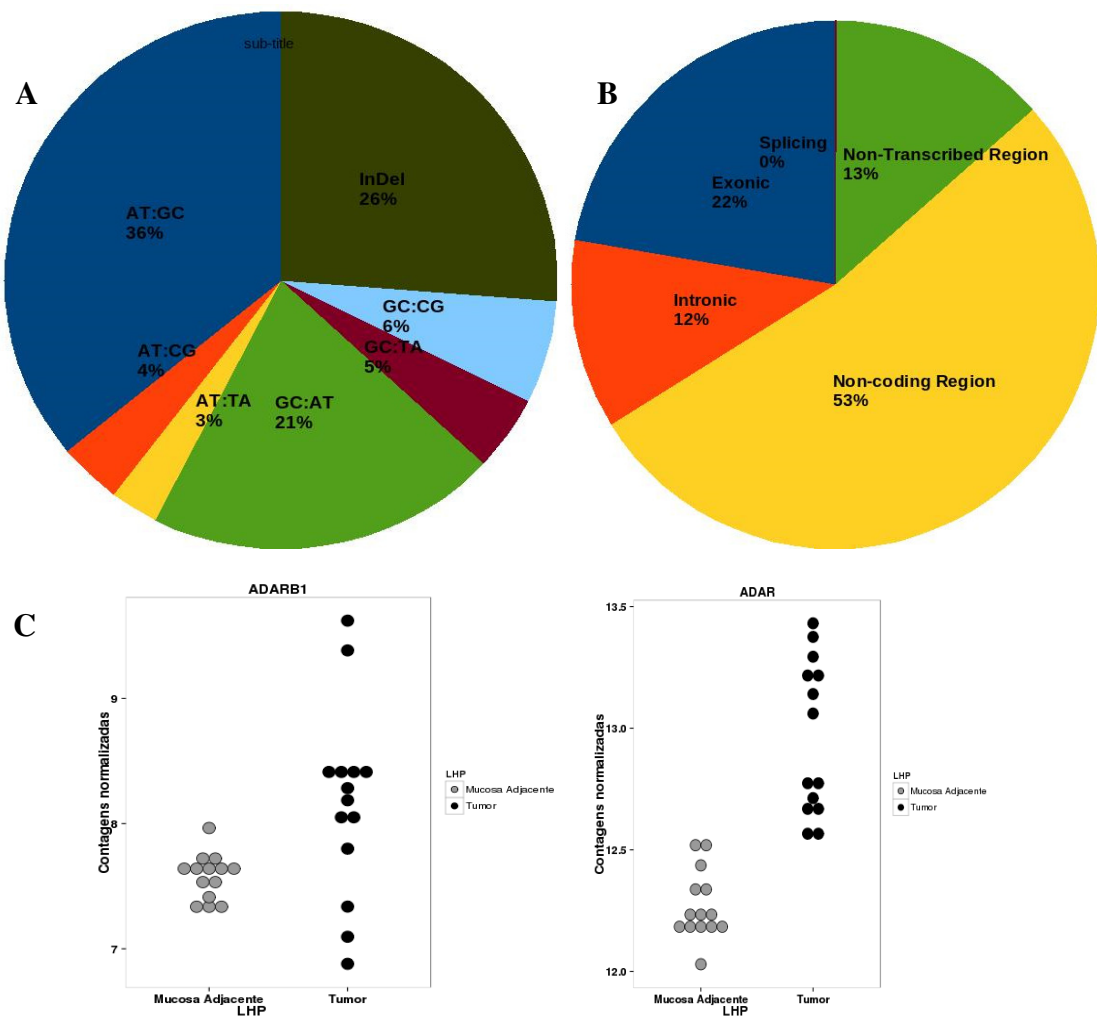 sub-title
A
InDel
26%
AT:GC
36%
GC:CG
6%
GC:TA
5%
AT:CG
4%
AT:TA
3%
GC:AT
21%
B
Splicing
0%
Non-Transcribed Region
13%
Exonic
22%
Intronic
12%
Non-coding Region
53%
C
ADARB1
Contagens normalizadas
9
8
7
Mucosa Adjacente
Tumor
LHP
LHP
Mucosa Adjacente
Tumor
ADAR
Contagens normalizadas
13.5
13.0
12.5
12.0
Mucosa Adjacente
Tumor
LHP
LHP
Mucosa Adjacente
Tumor